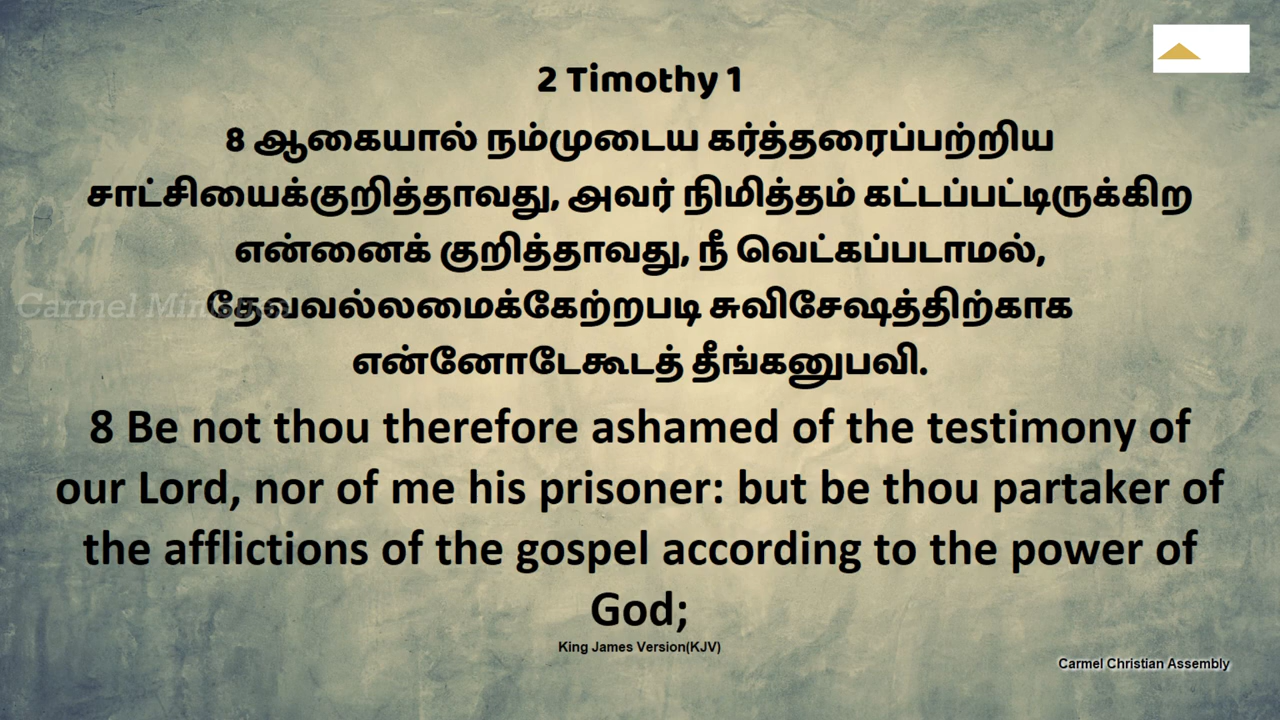 2 Timothy 1
8 ஆகையால் நம்முடைய கர்த்தரைப்பற்றிய
சாட்சியைக்குறித்தாவது, அவர் நிமித்தம் கட்டப்பட்டிருக்கிற
என்னைக் குறித்தாவது, நீ வெட்கப்படாமல்,
Carmel Ministries
தேவவல்லமைக்கேற்றபடி சுவிசேஷத்திற்காக
என்னோடேகூடத் தீங்கனுபவி.
8 Be not thou therefore ashamed of the testimony of
our Lord, nor of me his prisoner: but be thou partaker of
the afflictions of the gospel according to the power of
God;
King James Version(KJV)
Carmel Christian Assembly